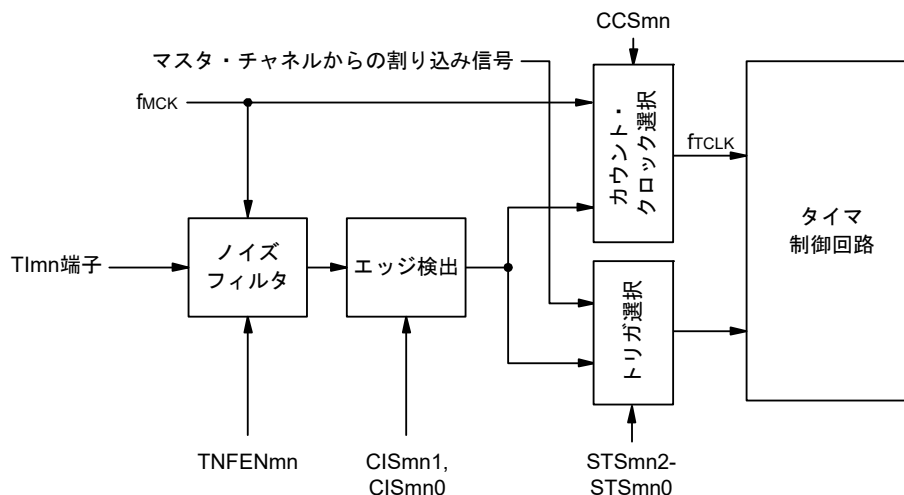 CCSmn
マスタ・チャネルからの割り込み信号
fMCK
カウント・
クロック選択
fTCLK
タイマ
制御回路
TImn端子
ノイズ
フィルタ
エッジ検出
トリガ選択
TNFENmn
CISmn1,
CISmn0
STSmn2-
STSmn0